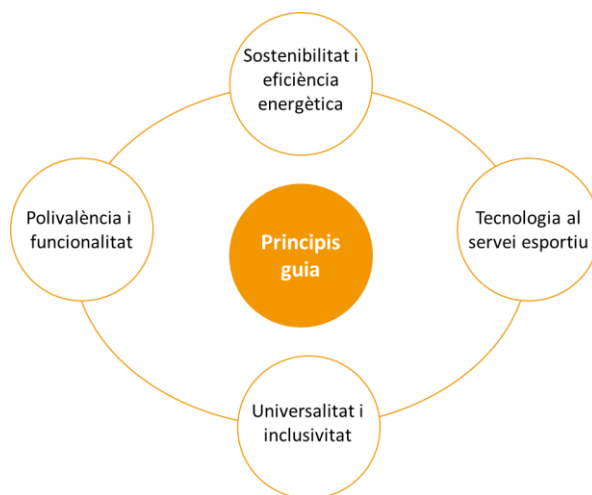 Sostenibilitat i
eficiència
energètica
Polivalència i
funcionalitat
Principis
guia
Tecnologia al
servei esportiu
Universalitat i
inclusivitat